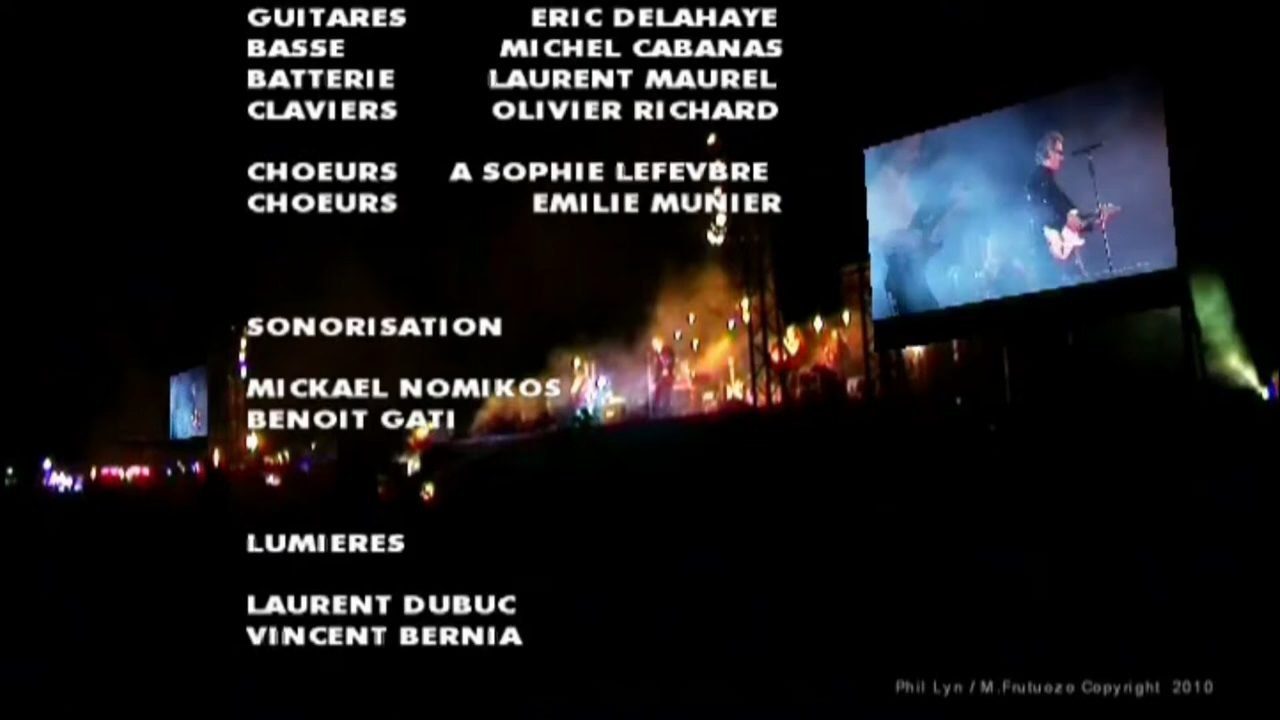 GUITARES ERIC DELAHAYE
BASSE MICHEL CABANAS
BATTERIE LAURENT MAUREL
CLAVIERS OLIVIER RICHARD
CHOEURS A SOPHIE LEFEVBRE
CHOEURS EMILIE MUNIER
SONORISATION
MICKAEL NOMIKOS
BENOIT GATI
LUMIERES
LAURENT DUBUC
VINCENT BERNIA
Phil Lyn / M.Frutuozo Copyright 2010